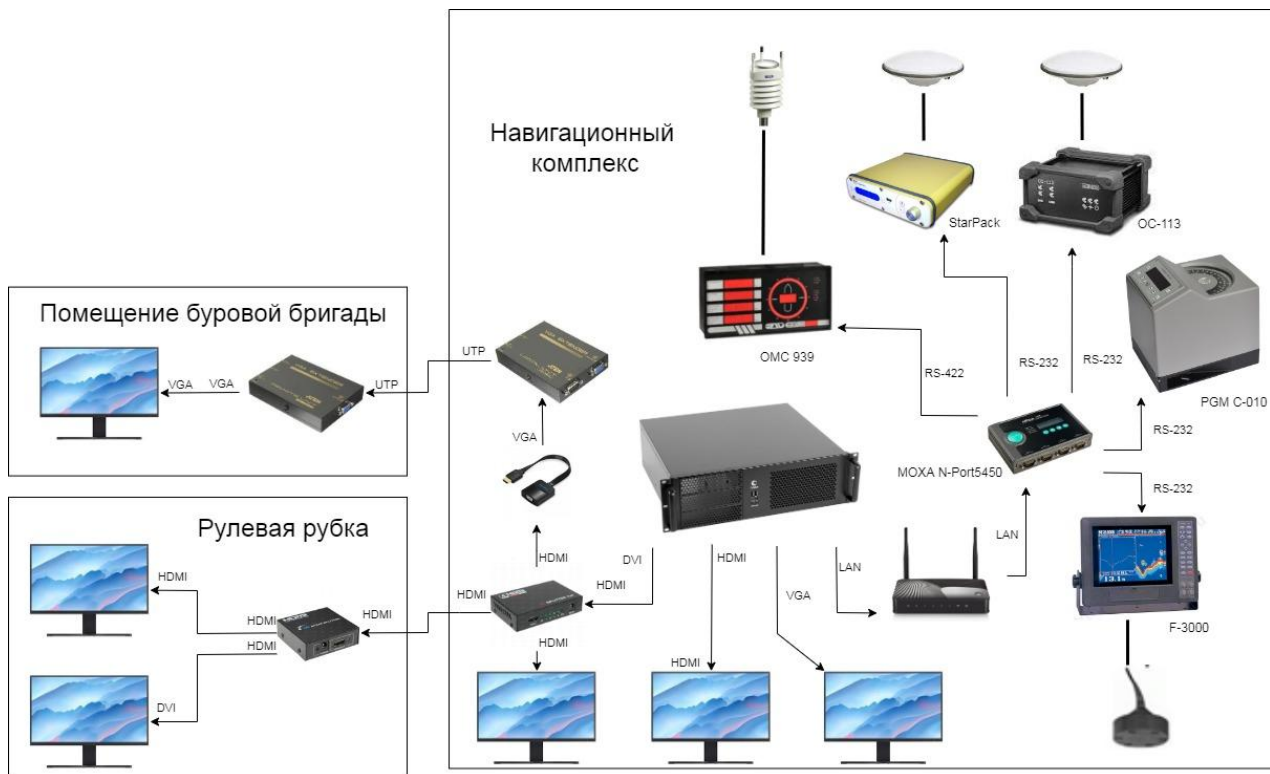 Навигационный
комплекс
StarPack
OC-113
Помещение буровой бригады
OMC 939
UTP
RS-232
RS-232
RS-422
VGA
VGA
UTP
PGM C-010
VGA
RS-232
MOXA N-Port5450
RS-232
Рулевая рубка
LAN
HDMI
DVI
HDMI
LAN
HDMI
HDMI
HDMI
HDMI
HDMI
VGA
HDMI
F-3000
HDMI
HDMI
DVI